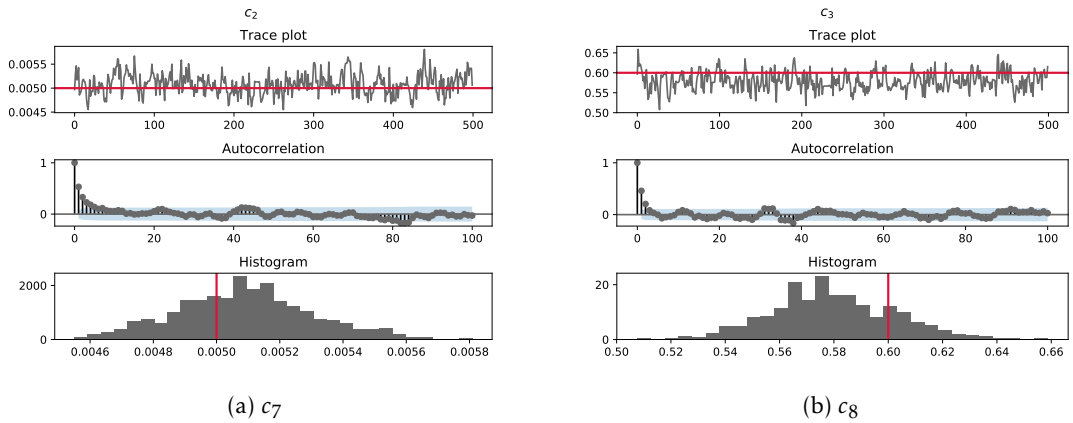 c2
Trace plot
0.0055
0.0050
0.0045
0 100 200 300 400 500
Autocorrelation
1
0
0 20 40 60 80 100
Histogram
2000
0
0.0046 0.0048 0.0050 0.0052 0.0054 0.0056 0.0058
(a) c7
c3
Trace plot
0.65
0.60
0.55
0.50
0 100 200 300 400 500
Autocorrelation
1
0
0 20 40 60 80 100
Histogram
20
0
0.50 0.52 0.54 0.56 0.58 0.60 0.62 0.64 0.66
(b) c8